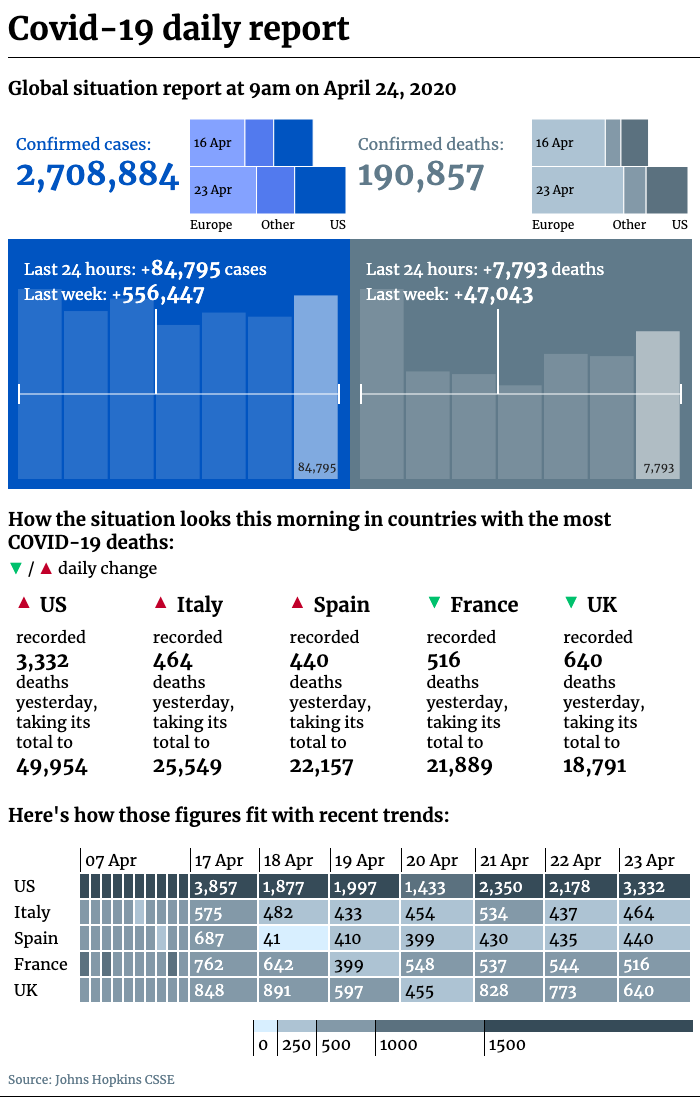 Covid-19 daily report
Global situation report at 9am on April 24, 2020
Confirmed cases:
2,708,884
16 Apr
23 Apr
Europe Other US
Confirmed deaths:
190,857
16 Apr
23 Apr
Europe Other US
Last 24 hours: +84,795 cases
Last week: +556,447
84,795
Last 24 hours: +7,793 deaths
Last week: +47,043
7,793
How the situation looks this morning in countries with the most
COVID-19 deaths:
▼ / ▲ daily change
▲ US
recorded
3,332
deaths
yesterday,
taking its
total to
49,954
▲ Italy
recorded
464
deaths
yesterday,
taking its
total to
25,549
▲ Spain
recorded
440
deaths
yesterday,
taking its
total to
22,157
▼ France
recorded
516
deaths
yesterday,
taking its
total to
21,889
▼ UK
recorded
640
deaths
yesterday,
taking its
total to
18,791
Here's how those figures fit with recent trends:
07 Apr 17 Apr 18 Apr 19 Apr 20 Apr 21 Apr 22 Apr 23 Apr
US 3,857 1,877 1,997 1,433 2,350 2,178 3,332
Italy 575 482 433 454 534 437 464
Spain 687 41 410 399 430 435 440
France 762 642 399 548 537 544 516
UK 848 891 597 455 828 773 640
0 250 500 1000 1500
Source: Johns Hopkins CSSE